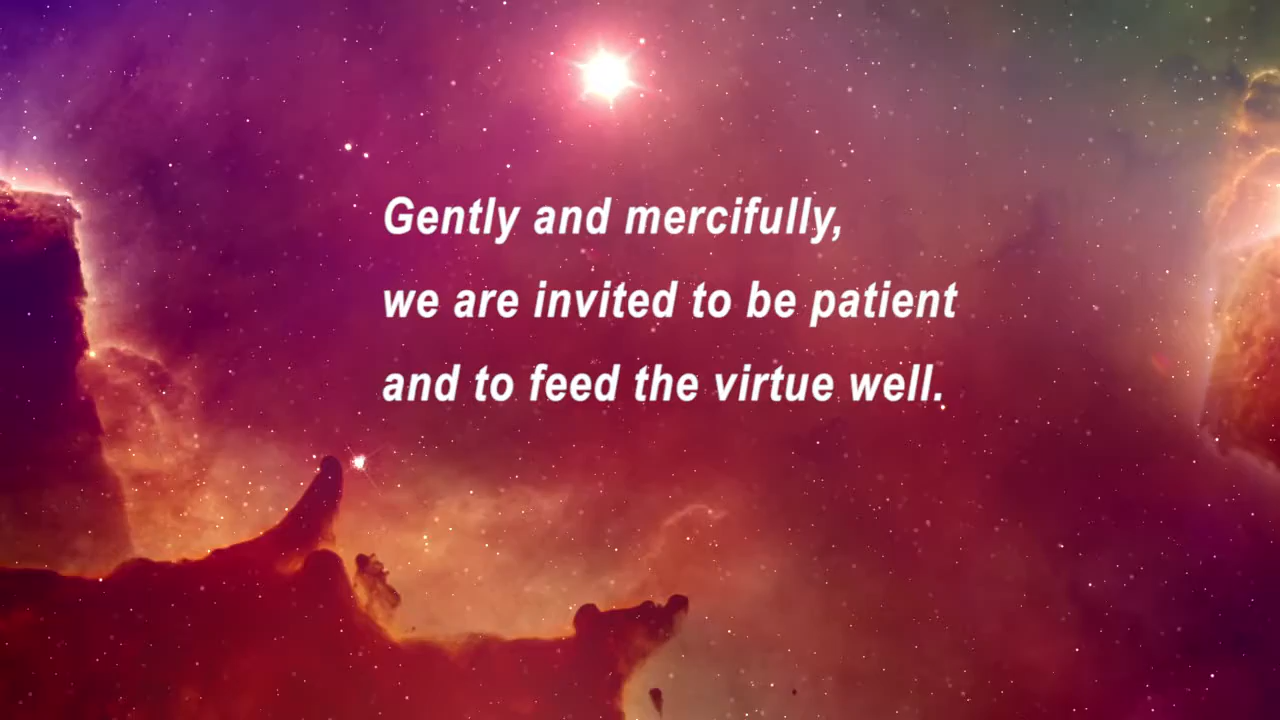 Gently and mercifully,
we are invited to be patient
and to feed the virtue well.